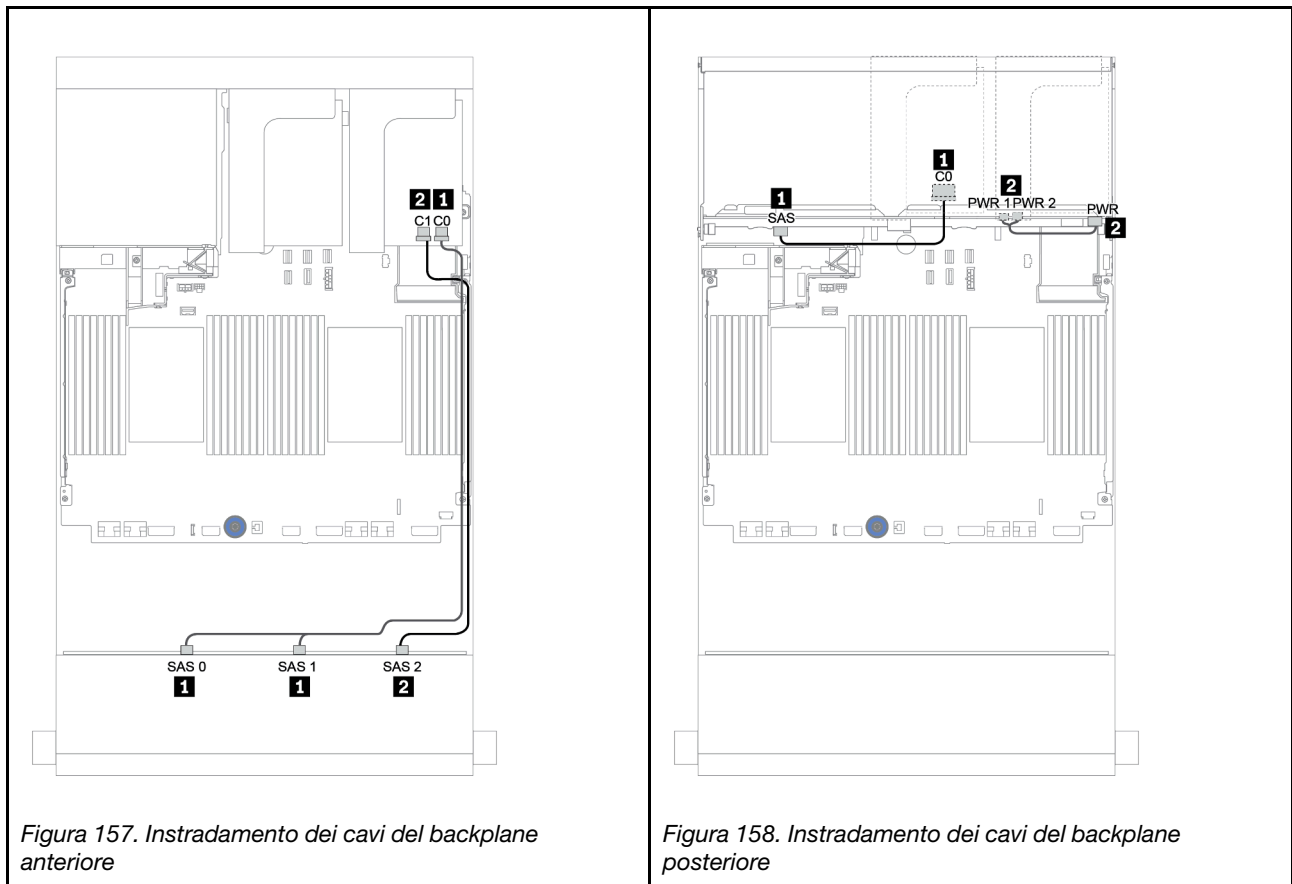 2 1
C1 C0
SAS 0 SAS 1 SAS 2
1 1 2
Figura 157. Instradamento dei cavi del backplane
anteriore
1
C0
1
SAS
2
PWR 1 PWR 2
PWR
2
Figura 158. Instradamento dei cavi del backplane
posteriore